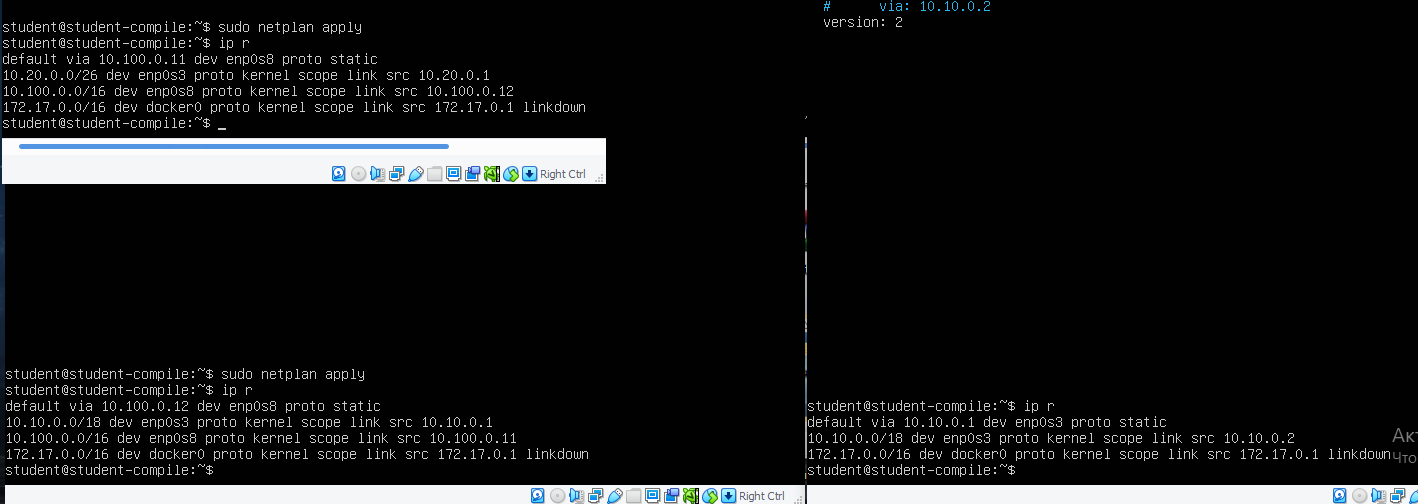 student@student-compile:~$ sudo netplan apply
student@student-compile:~$ ip r
default via 10.100.0.11 dev enp0s8 proto static
10.20.0.0/26 dev enp0s3 proto kernel scope link src 10.20.0.1
10.100.0.0/16 dev enp0s8 proto kernel scope link src 10.100.0.12
172.17.0.0/16 dev docker0 proto kernel scope link src 172.17.0.1 linkdown
student@student-compile:~$ _
Right Ctrl
student@student-compile:~$ sudo netplan apply
student@student-compile:~$ ip r
default via 10.100.0.12 dev enp0s8 proto static
10.10.0.0/18 dev enp0s3 proto kernel scope link src 10.10.0.1
10.100.0.0/16 dev enp0s8 proto kernel scope link src 10.100.0.11
172.17.0.0/16 dev docker0 proto kernel scope link src 172.17.0.1 linkdown
student@student-compile:~$
Right Ctrl
#      via: 10.10.0.2
version: 2
student@student-compile:~$ ip r
default via 10.10.0.1 dev enp0s3 proto static
10.10.0.0/18 dev enp0s3 proto kernel scope link src 10.10.0.2
172.17.0.0/16 dev docker0 proto kernel scope link src 172.17.0.1 linkdown
student@student-compile:~$
Акт
Что